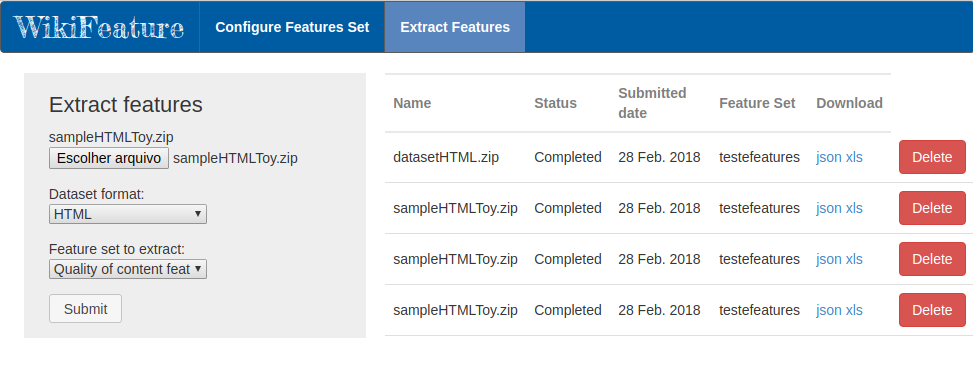 WikiFeature Configure Features Set Extract Features
Extract features
sampleHTMLToy.zip
Escolher arquivo sampleHTMLToy.zip
Dataset format:
HTML
Feature set to extract:
Quality of content feat
Submit
Name Status Submitted date Feature Set Download
datasetHTML.zip Completed 28 Feb. 2018 testefeatures json xls Delete
sampleHTMLToy.zip Completed 28 Feb. 2018 testefeatures json xls Delete
sampleHTMLToy.zip Completed 28 Feb. 2018 testefeatures json xls Delete
sampleHTMLToy.zip Completed 28 Feb. 2018 testefeatures json xls Delete